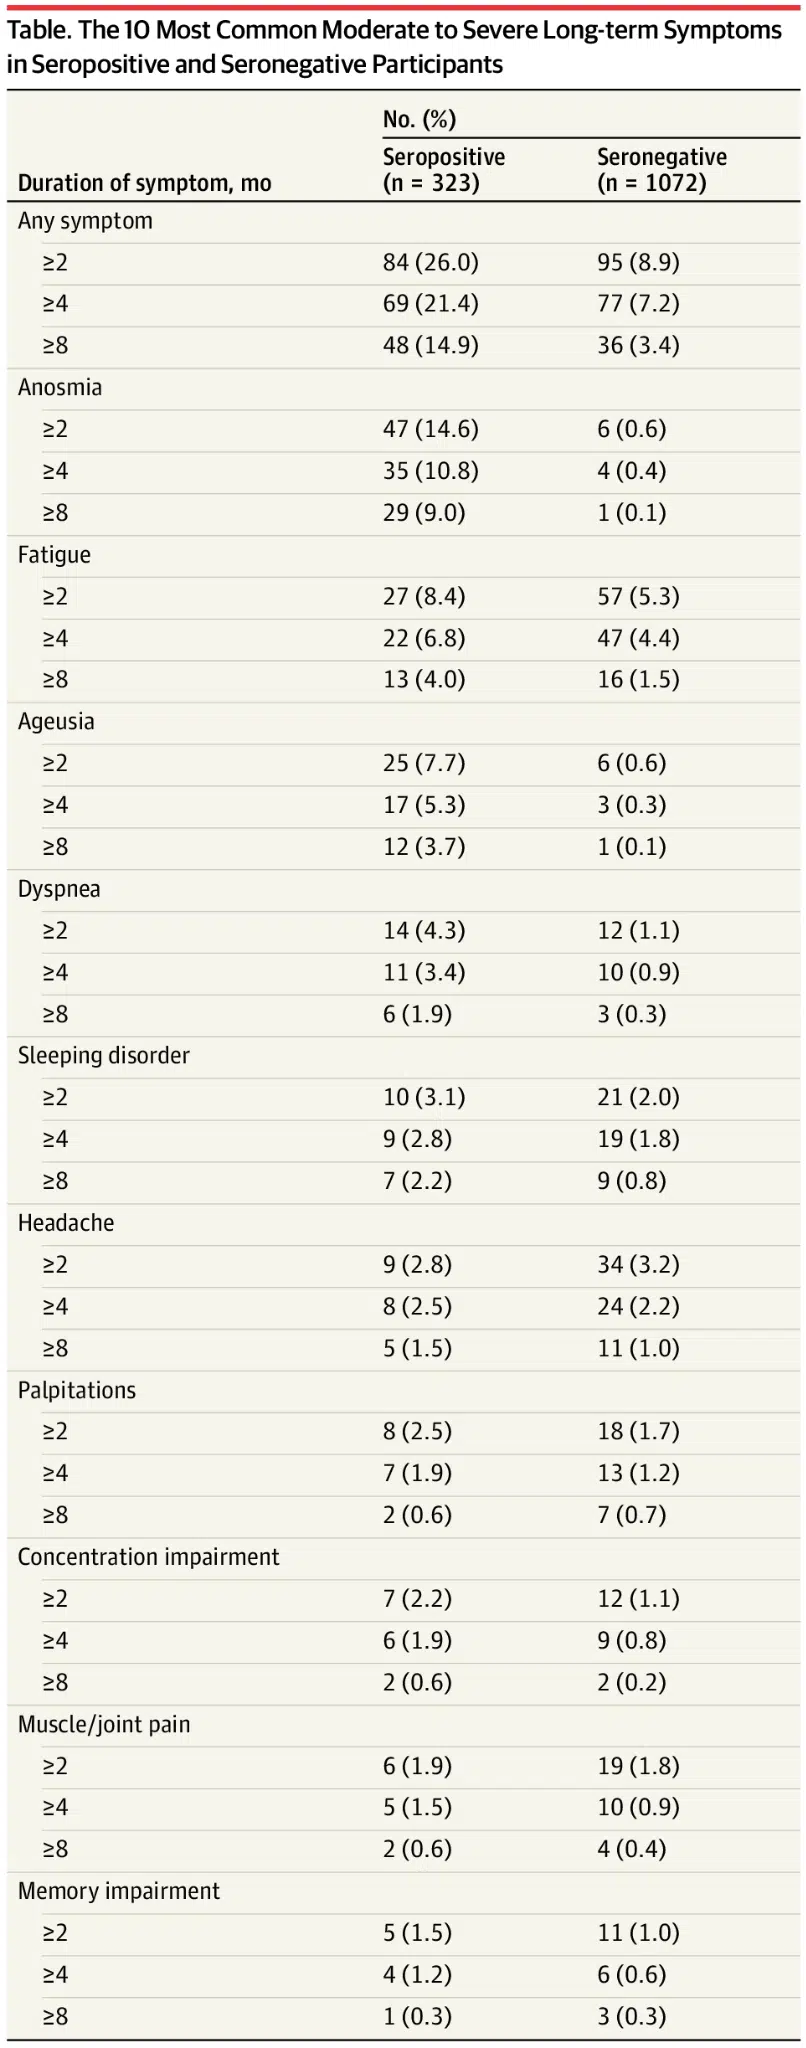 Table. The 10 Most Common Moderate to Severe Long-term Symptoms
in Seropositive and Seronegative Participants
No. (%)
Duration of symptom, mo Seropositive (n = 323) Seronegative (n = 1072)
Any symptom
≥2 84 (26.0) 95 (8.9)
≥4 69 (21.4) 77 (7.2)
≥8 48 (14.9) 36 (3.4)
Anosmia
≥2 47 (14.6) 6 (0.6)
≥4 35 (10.8) 4 (0.4)
≥8 29 (9.0) 1 (0.1)
Fatigue
≥2 27 (8.4) 57 (5.3)
≥4 22 (6.8) 47 (4.4)
≥8 13 (4.0) 16 (1.5)
Ageusia
≥2 25 (7.7) 6 (0.6)
≥4 17 (5.3) 3 (0.3)
≥8 12 (3.7) 1 (0.1)
Dyspnea
≥2 14 (4.3) 12 (1.1)
≥4 11 (3.4) 10 (0.9)
≥8 6 (1.9) 3 (0.3)
Sleeping disorder
≥2 10 (3.1) 21 (2.0)
≥4 9 (2.8) 19 (1.8)
≥8 7 (2.2) 9 (0.8)
Headache
≥2 9 (2.8) 34 (3.2)
≥4 8 (2.5) 24 (2.2)
≥8 5 (1.5) 11 (1.0)
Palpitations
≥2 8 (2.5) 18 (1.7)
≥4 7 (1.9) 13 (1.2)
≥8 2 (0.6) 7 (0.7)
Concentration impairment
≥2 7 (2.2) 12 (1.1)
≥4 6 (1.9) 9 (0.8)
≥8 2 (0.6) 2 (0.2)
Muscle/joint pain
≥2 6 (1.9) 19 (1.8)
≥4 5 (1.5) 10 (0.9)
≥8 2 (0.6) 4 (0.4)
Memory impairment
≥2 5 (1.5) 11 (1.0)
≥4 4 (1.2) 6 (0.6)
≥8 1 (0.3) 3 (0.3)